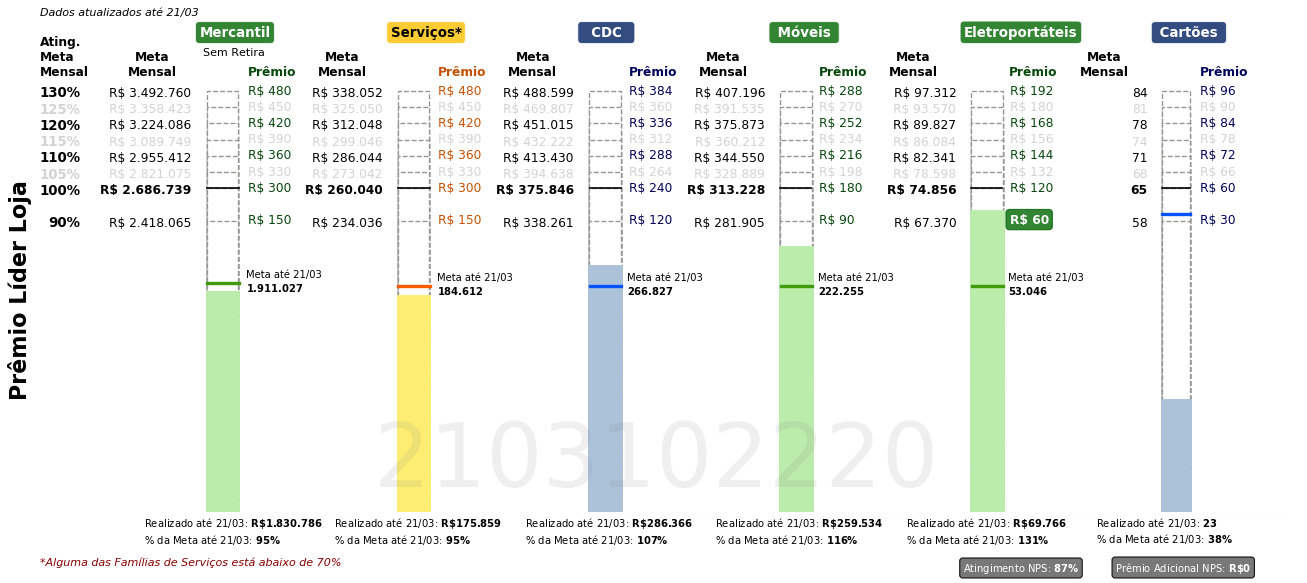 Dados atualizados até 21/03
Mercantil Serviços* CDC Móveis Eletroportáteis Cartões
Sem Retira
Ating. Meta Mensal
Meta Mensal Prêmio Meta Mensal Prêmio Meta Mensal Prêmio Meta Mensal Prêmio Meta Mensal Prêmio Meta Mensal Prêmio
130% R$ 3.492.760 R$ 480 R$ 338.052 R$ 480 R$ 488.599 R$ 384 R$ 407.196 R$ 288 R$ 97.312 R$ 192 84 R$ 96
125% R$ 3.358.423 R$ 450 R$ 325.050 R$ 450 R$ 469.807 R$ 360 R$ 391.535 R$ 270 R$ 93.570 R$ 180 81 R$ 90
120% R$ 3.224.086 R$ 420 R$ 312.048 R$ 420 R$ 451.015 R$ 336 R$ 375.873 R$ 252 R$ 89.827 R$ 168 78 R$ 84
115% R$ 3.089.749 R$ 390 R$ 299.046 R$ 390 R$ 432.222 R$ 312 R$ 360.212 R$ 234 R$ 86.084 R$ 156 74 R$ 78
110% R$ 2.955.412 R$ 360 R$ 286.044 R$ 360 R$ 413.430 R$ 288 R$ 344.550 R$ 216 R$ 82.341 R$ 144 71 R$ 72
105% R$ 2.821.075 R$ 330 R$ 273.042 R$ 330 R$ 394.638 R$ 264 R$ 328.889 R$ 198 R$ 78.598 R$ 132 68 R$ 66
100% R$ 2.686.739 R$ 300 R$ 260.040 R$ 300 R$ 375.846 R$ 240 R$ 313.228 R$ 180 R$ 74.856 R$ 120 65 R$ 60
90% R$ 2.418.065 R$ 150 R$ 234.036 R$ 150 R$ 338.261 R$ 120 R$ 281.905 R$ 90 R$ 67.370 R$ 60 58 R$ 30
Prêmio Líder Loja
Meta até 21/03 Meta até 21/03 Meta até 21/03 Meta até 21/03 Meta até 21/03
1.911.027 184.612 266.827 222.255 53.046
2103102220
Realizado até 21/03: R$1.830.786 Realizado até 21/03: R$175.859 Realizado até 21/03: R$286.366 Realizado até 21/03: R$259.534 Realizado até 21/03: R$69.766 Realizado até 21/03: 23
% da Meta até 21/03: 95% % da Meta até 21/03: 95% % da Meta até 21/03: 107% % da Meta até 21/03: 116% % da Meta até 21/03: 131% % da Meta até 21/03: 38%
*Alguma das Famílias de Serviços está abaixo de 70%
Atingimento NPS: 87% Prêmio Adicional NPS: R$0